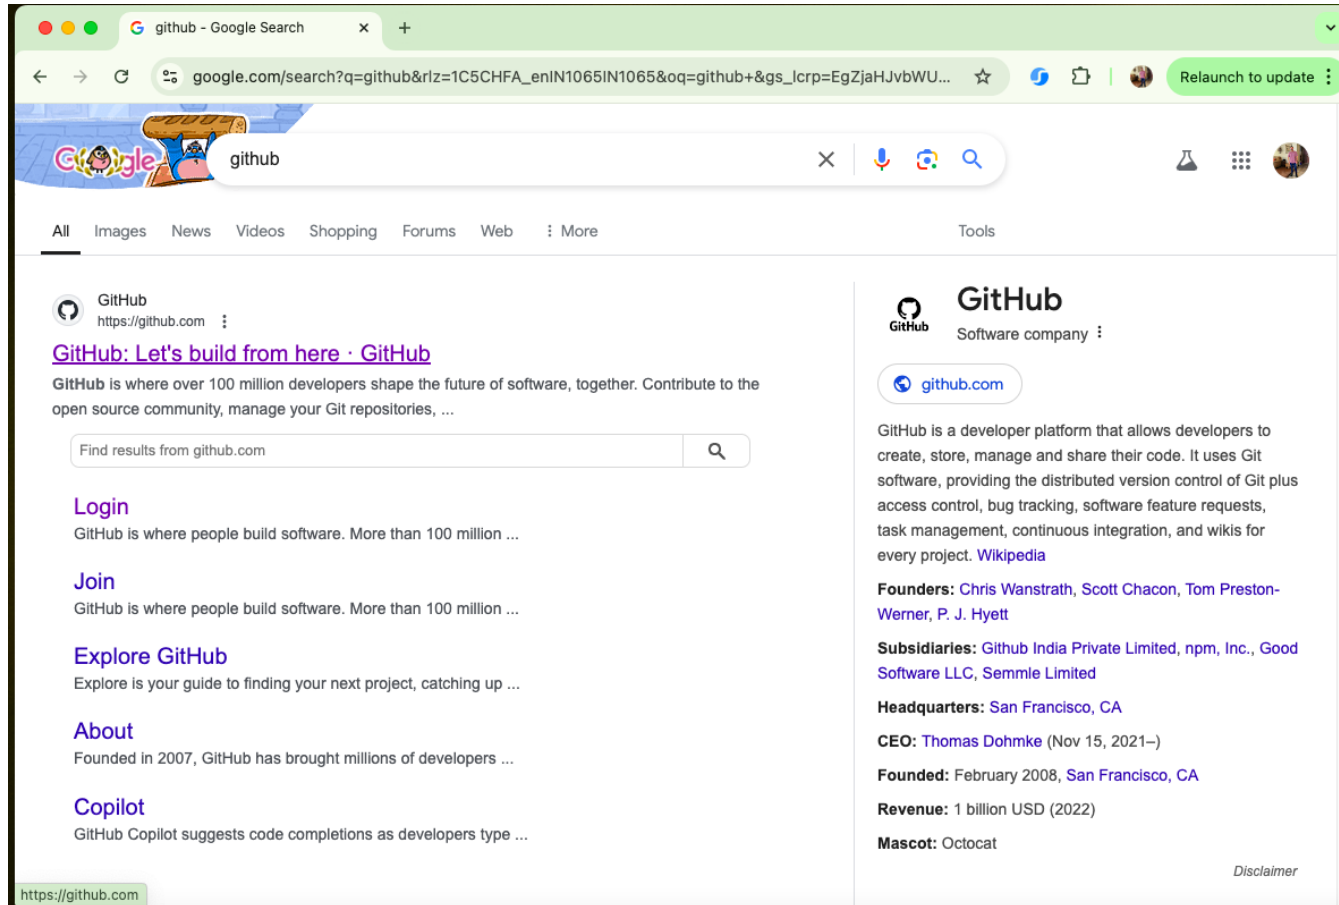 github - Google Search
google.com/search?q=github&rlz=1C5CHFA_enIN1065IN1065&oq=github+&gs_lcrp=EgZjaHJvbWU...
Relaunch to update
Google
github
All Images News Videos Shopping Forums Web More
Tools
GitHub
https://github.com
GitHub: Let's build from here · GitHub
GitHub is where over 100 million developers shape the future of software, together. Contribute to the
open source community, manage your Git repositories, ...
Find results from github.com
Login
GitHub is where people build software. More than 100 million ...
Join
GitHub is where people build software. More than 100 million ...
Explore GitHub
Explore is your guide to finding your next project, catching up ...
About
Founded in 2007, GitHub has brought millions of developers ...
Copilot
GitHub Copilot suggests code completions as developers type ...
https://github.com
GitHub
GitHub
Software company
github.com
GitHub is a developer platform that allows developers to
create, store, manage and share their code. It uses Git
software, providing the distributed version control of Git plus
access control, bug tracking, software feature requests,
task management, continuous integration, and wikis for
every project. Wikipedia
Founders: Chris Wanstrath, Scott Chacon, Tom Preston-
Werner, P. J. Hyett
Subsidiaries: Github India Private Limited, npm, Inc., Good
Software LLC, Semmle Limited
Headquarters: San Francisco, CA
CEO: Thomas Dohmke (Nov 15, 2021–)
Founded: February 2008, San Francisco, CA
Revenue: 1 billion USD (2022)
Mascot: Octocat
Disclaimer